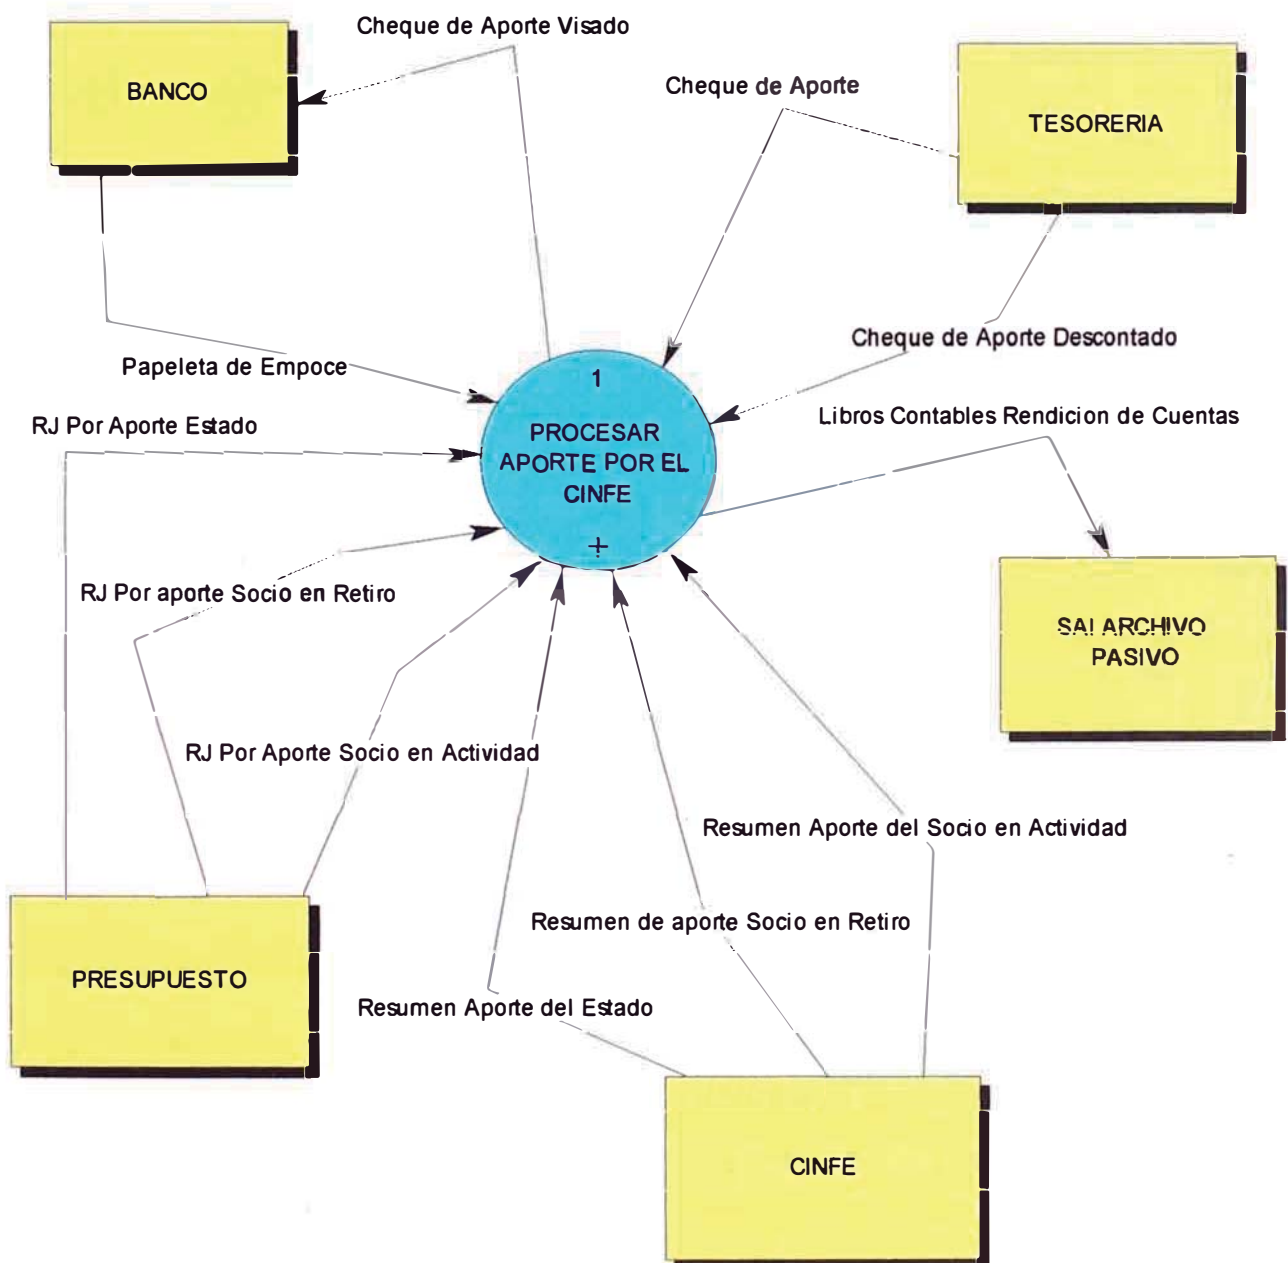 Cheque de Aporte Visado
BANCO
Cheque de Aporte
TESORERIA
Papeleta de Empoce
Cheque de Aporte Descontado
RJ Por Aporte Estado
1
PROCESAR
APORTE POR EL
CINFE
+
Libros Contables Rendicion de Cuentas
RJ Por aporte Socio en Retiro
SAI ARCHIVO
PASIVO
RJ Por Aporte Socio en Actividad
Resumen Aporte del Socio en Actividad
Resumen de aporte Socio en Retiro
PRESUPUESTO
Resumen Aporte del Estado
CINFE